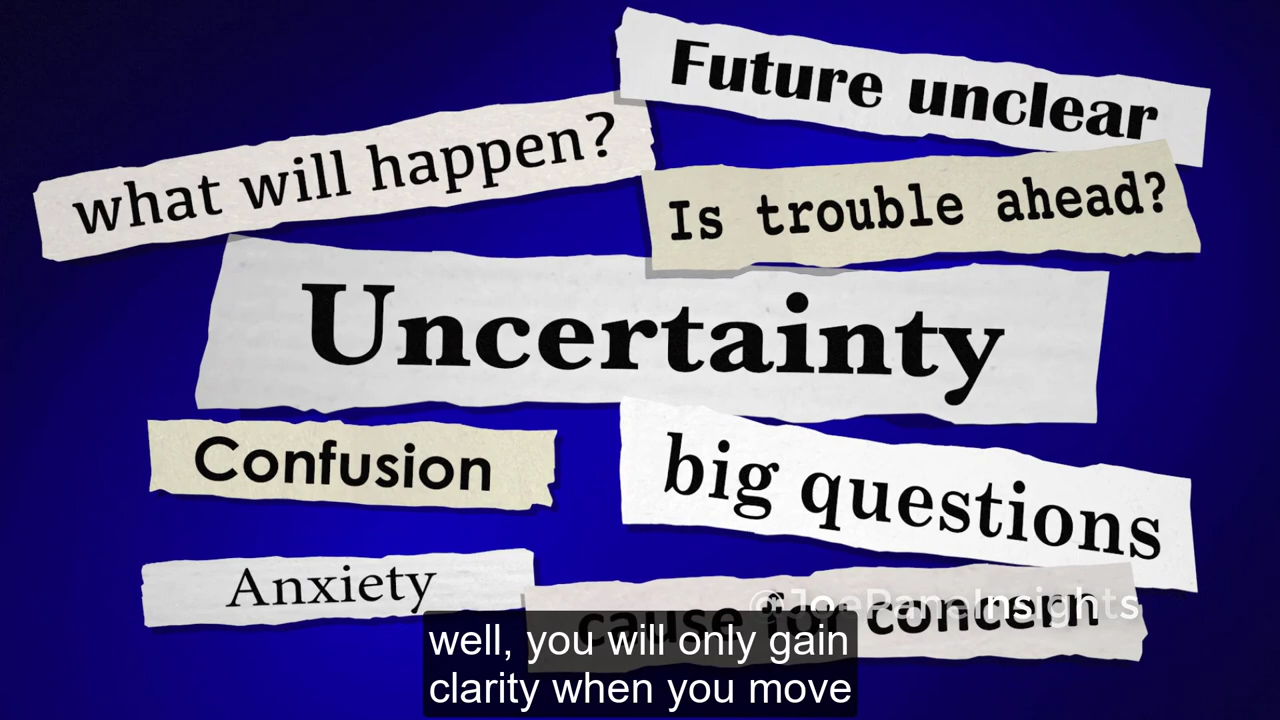 Future unclear
what will happen?
Is trouble ahead?
Uncertainty
Confusion
big questions
Anxiety
cause for concern
@JoePaneInsights
well, you will only gain
clarity when you move